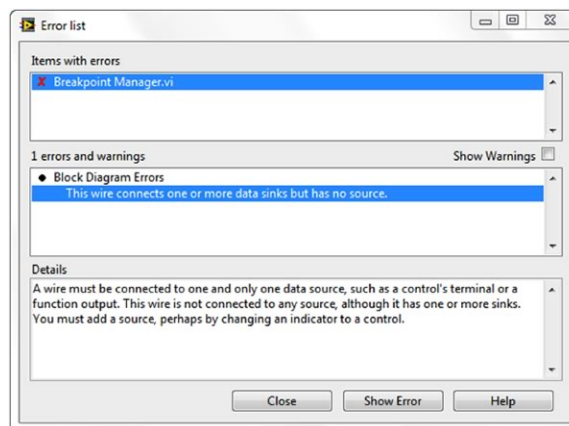 Error list
Items with errors
Breakpoint Manager.vi
1 errors and warnings Show Warnings
Block Diagram Errors
This wire connects one or more data sinks but has no source.
Details
A wire must be connected to one and only one data source, such as a control's terminal or a
function output. This wire is not connected to any source, although it has one or more sinks.
You must add a source, perhaps by changing an indicator to a control.
Close Show Error Help